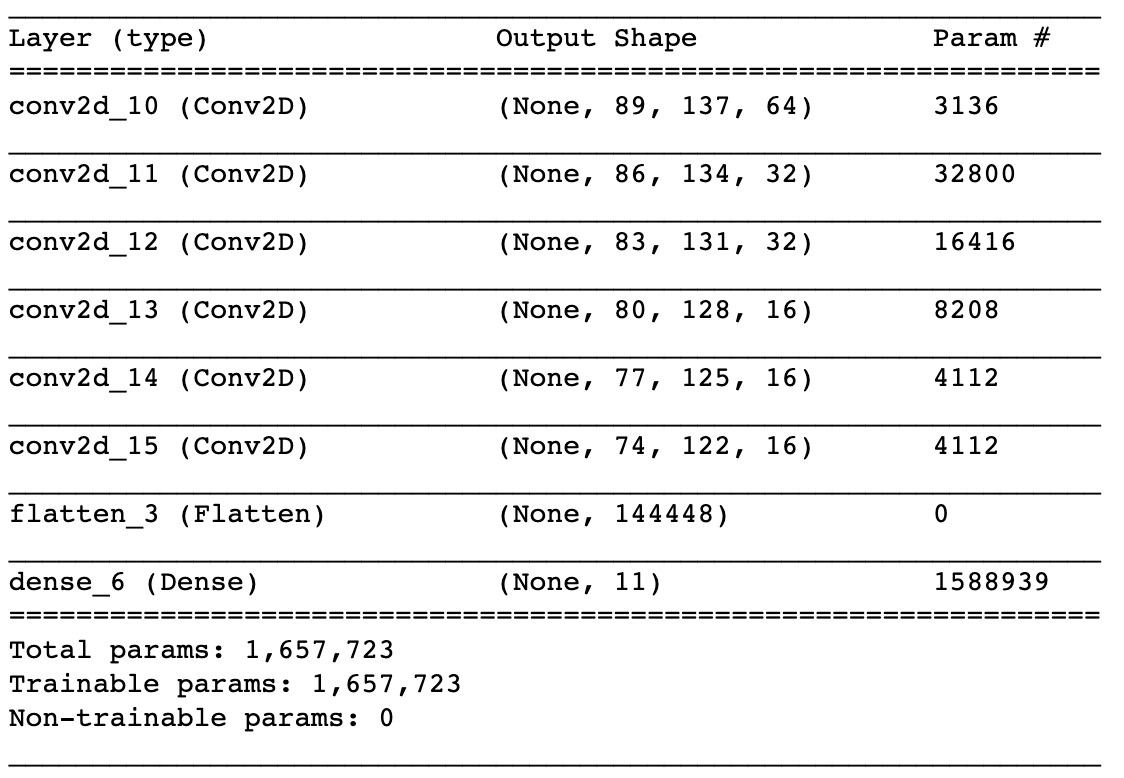 Layer (type) Output Shape Param #
=================================================================
conv2d_10 (Conv2D) (None, 89, 137, 64) 3136
conv2d_11 (Conv2D) (None, 86, 134, 32) 32800
conv2d_12 (Conv2D) (None, 83, 131, 32) 16416
conv2d_13 (Conv2D) (None, 80, 128, 16) 8208
conv2d_14 (Conv2D) (None, 77, 125, 16) 4112
conv2d_15 (Conv2D) (None, 74, 122, 16) 4112
flatten_3 (Flatten) (None, 144448) 0
dense_6 (Dense) (None, 11) 1588939
=================================================================
Total params: 1,657,723
Trainable params: 1,657,723
Non-trainable params: 0